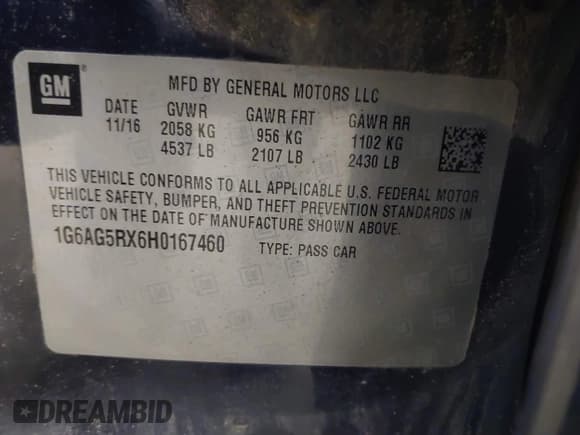 GM ®
MFD BY GENERAL MOTORS LLC
DATE GVWR GAWR FRT GAWR RR
11/16 2058 KG 956 KG 1102 KG
4537 LB 2107 LB 2430 LB
THIS VEHICLE CONFORMS TO ALL APPLICABLE U.S. FEDERAL MOTOR
VEHICLE SAFETY, BUMPER, AND THEFT PREVENTION STANDARDS IN
EFFECT ON THE DATE OF MANUFACTURE SHOWN ABOVE.
1G6AG5RX6H0167460 TYPE: PASS CAR
DREAMBID